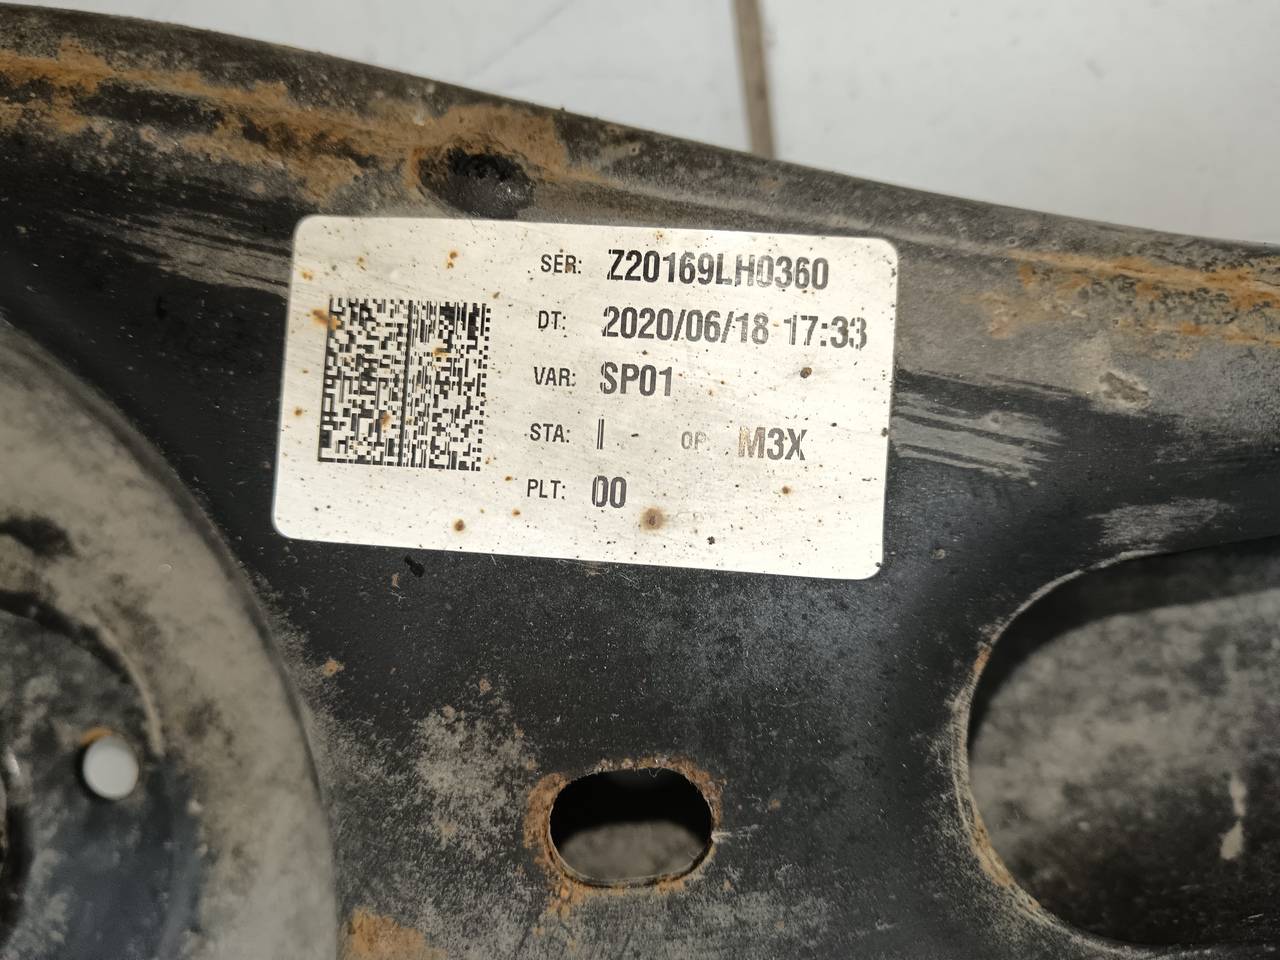 SER: Z20169LH0360
DT: 2020/06/18 17:33
VAR: SP01
STA: | - OP M3X
PLT: 00